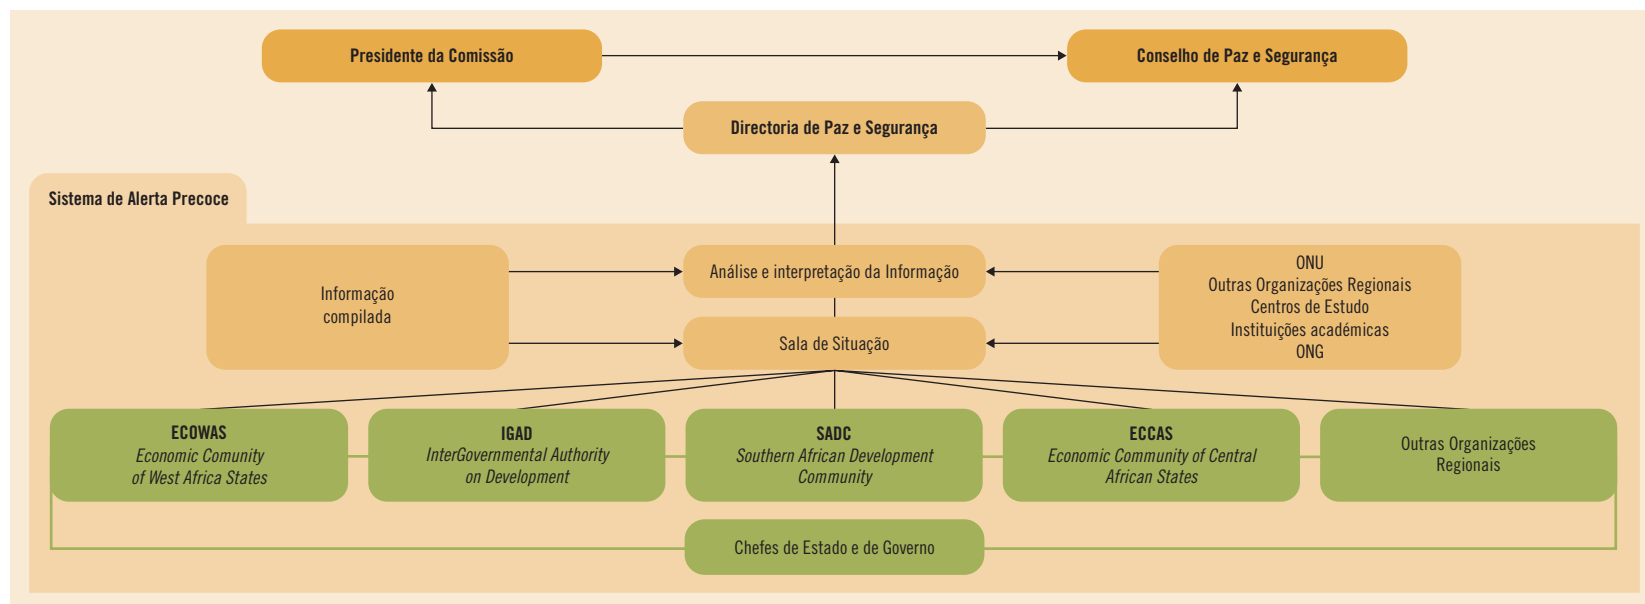 Presidente da Comissão
Conselho de Paz e Segurança
Directoria de Paz e Segurança
Sistema de Alerta Precoce
Informação
compilada
Análise e interpretação da Informação
Sala de Situação
ONU
Outras Organizações Regionais
Centros de Estudo
Instituições académicas
ONG
ECOWAS
Economic Comunity
of West Africa States
IGAD
InterGovernmental Authority
on Development
SADC
Southern African Development
Community
ECCAS
Economic Community of Central
African States
Outras Organizações
Regionais
Chefes de Estado e de Governo